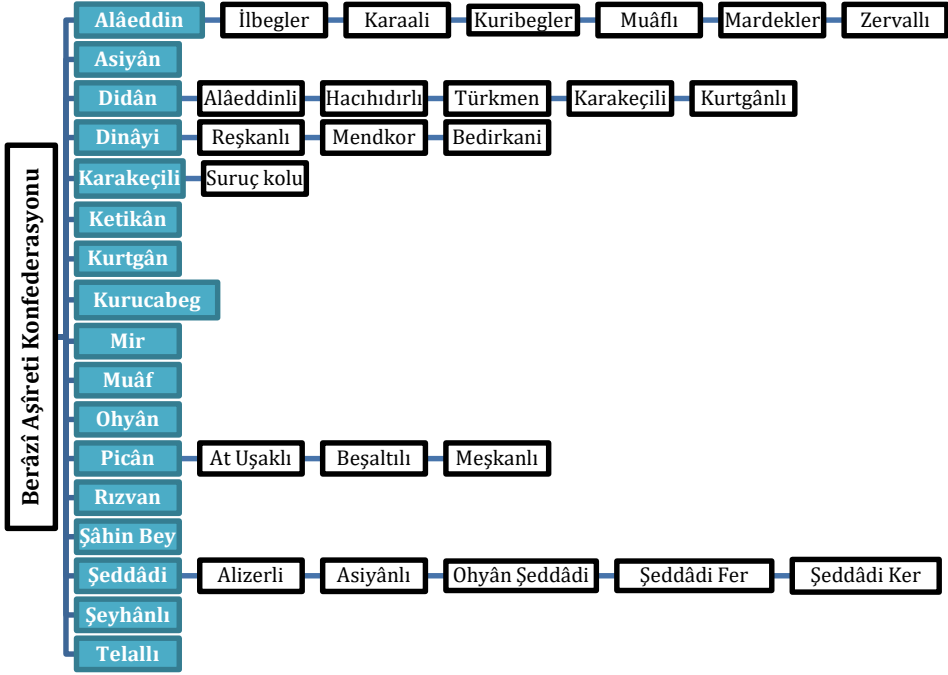 Berâzî Aşîreti Konfederasyonu
Alâeddin İlbegler Karaali Kuribegler Muâflı Mardekler Zervallı
Asiyân
Didân Alâeddinli Hacıhıdırlı Türkmen Karakeçili Kurtgânlı
Dinâyi Reşkanlı Mendkor Bedirkani
Karakeçili Suruç kolu
Ketikân
Kurtgân
Kurucabeg
Mir
Muâf
Ohyân
Picân At Uşaklı Beşaltılı Meşkanlı
Rızvan
Şâhin Bey
Şeddâdi Alizerli Asiyânlı Ohyân Şeddâdi Şeddâdi Fer Şeddâdi Ker
Şeyhânlı
Telallı